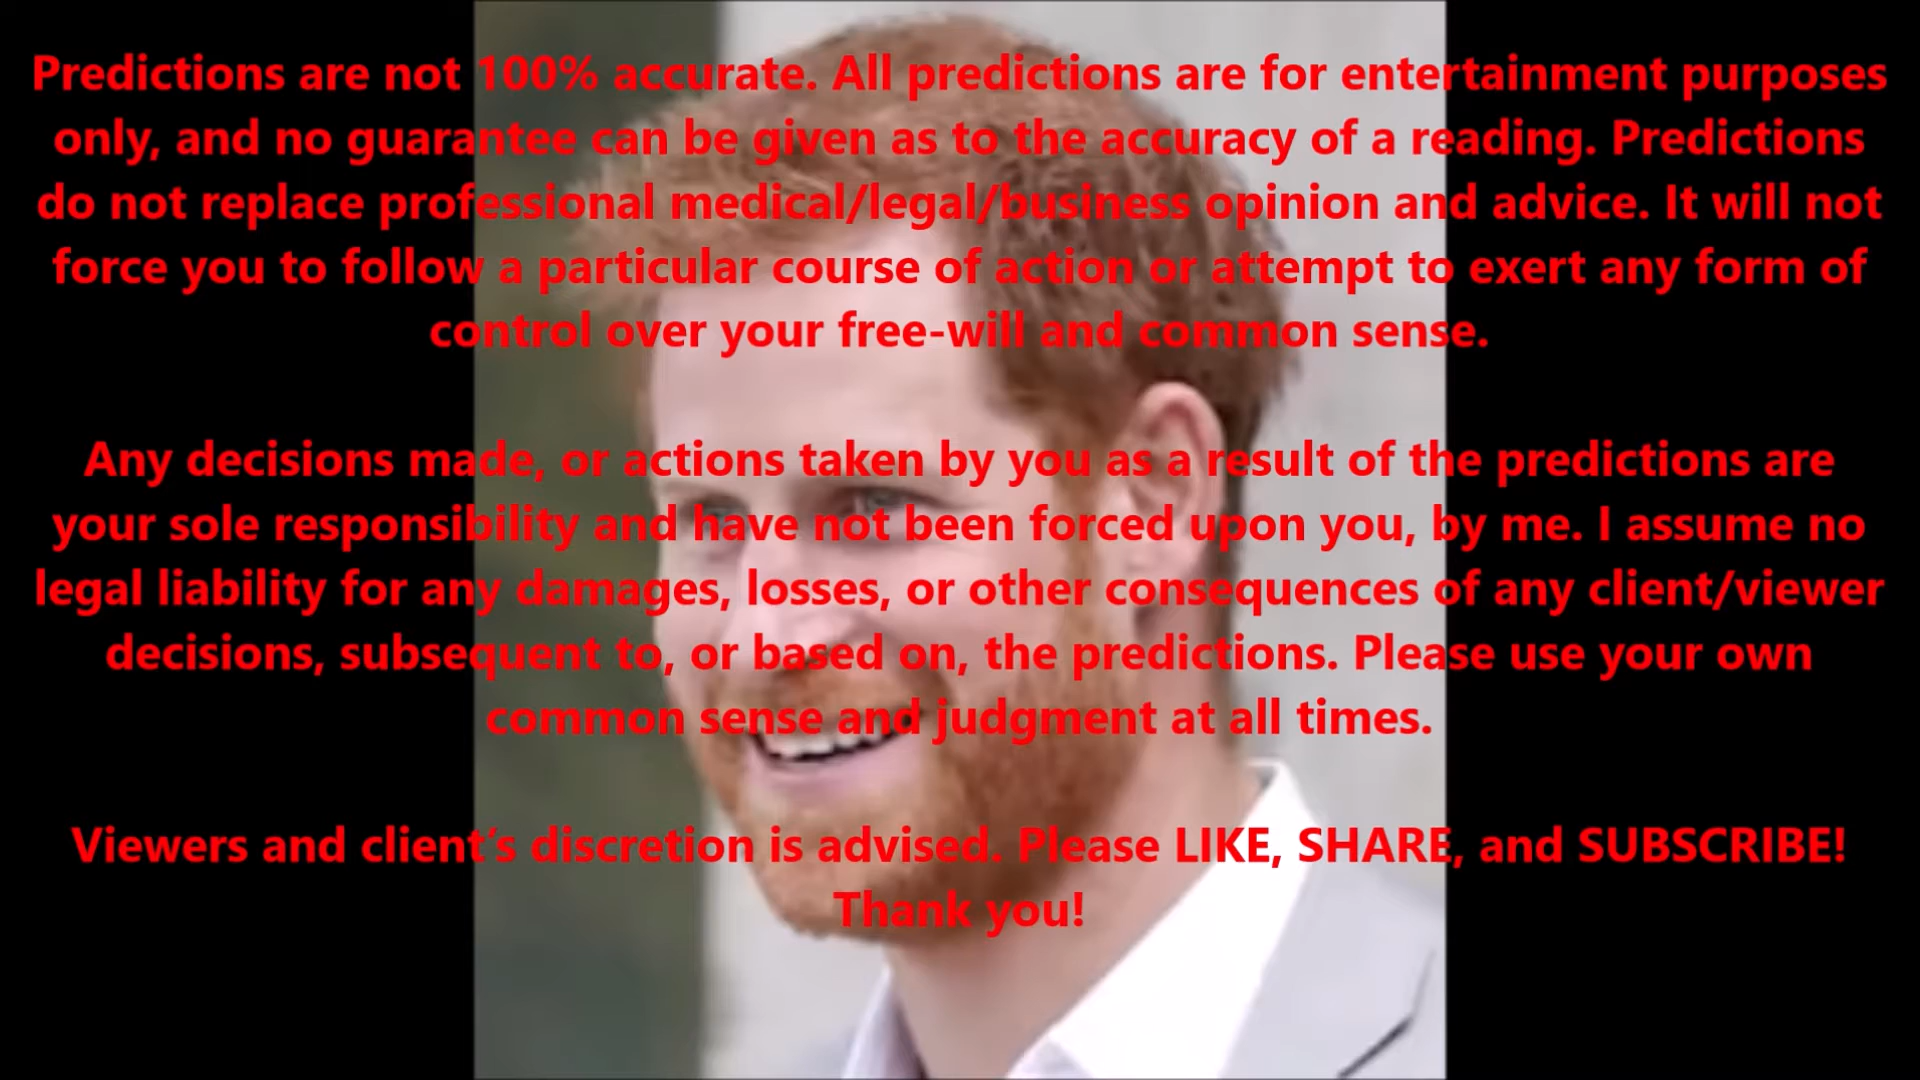 Predictions are not 100% accurate. All predictions are for entertainment purposes
only, and no guarantee can be given as to the accuracy of a reading. Predictions
do not replace professional medical/legal/business opinion and advice. It will not
force you to follow a particular course of action or attempt to exert any form of
control over your free-will and common sense.
Any decisions made, or actions taken by you as a result of the predictions are
your sole responsibility and have not been forced upon you, by me. I assume no
legal liability for any damages, losses, or other consequences of any client/viewer
decisions, subsequent to, or based on, the predictions. Please use your own
common sense and judgment at all times.
Viewers and client’s discretion is advised. Please LIKE, SHARE, and SUBSCRIBE!
Thank you!